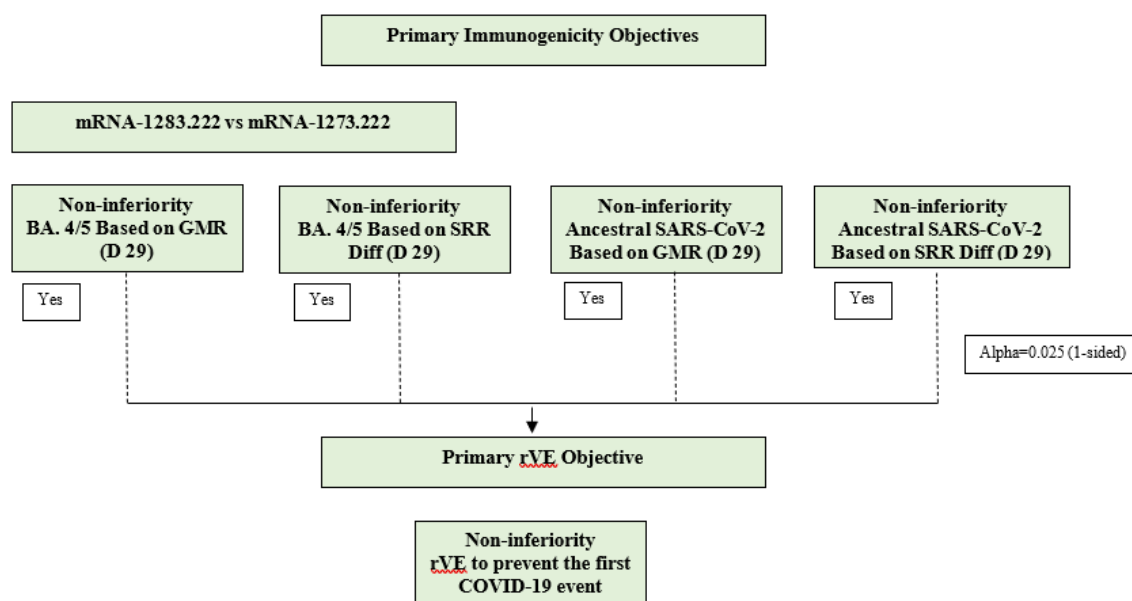 Primary Immunogenicity Objectives
mRNA-1283.222 vs mRNA-1273.222
Non-inferiority
BA. 4/5 Based on GMR
(D 29)
Non-inferiority
BA. 4/5 Based on SRR
Diff (D 29)
Non-inferiority
Ancestral SARS-CoV-2
Based on GMR (D 29)
Non-inferiority
Ancestral SARS-CoV-2
Based on SRR Diff (D 29)
Yes
Yes
Yes
Yes
Alpha=0.025 (1-sided)
Primary rVE Objective
Non-inferiority
rVE to prevent the first
COVID-19 event